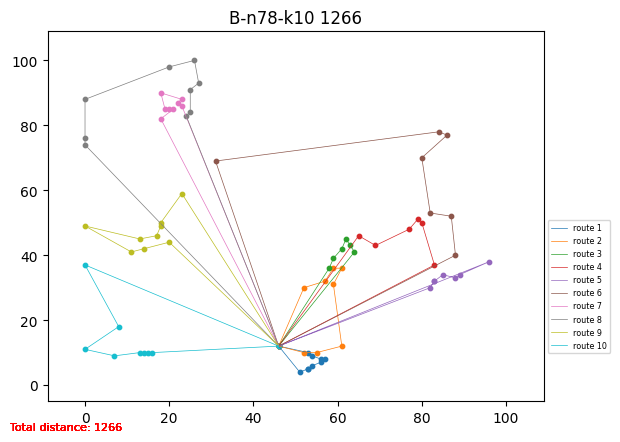 B-n78-k10 1266
100
80
60
40
20
0
0
20
40
60
80
100
route 1
route 2
route 3
route 4
route 5
route 6
route 7
route 8
route 9
route 10
Total distance: 1266